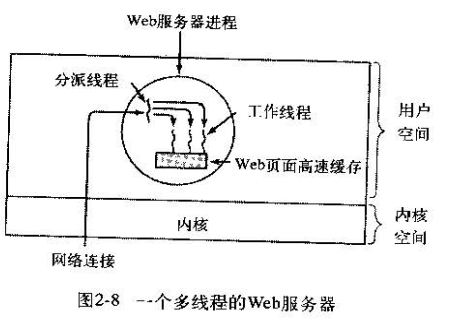 Web服务器进程
分派线程
工作线程
用户
空间
Web页面高速缓存
内核
内核
空间
网络连接
图2-8 一个多线程的Web服务器